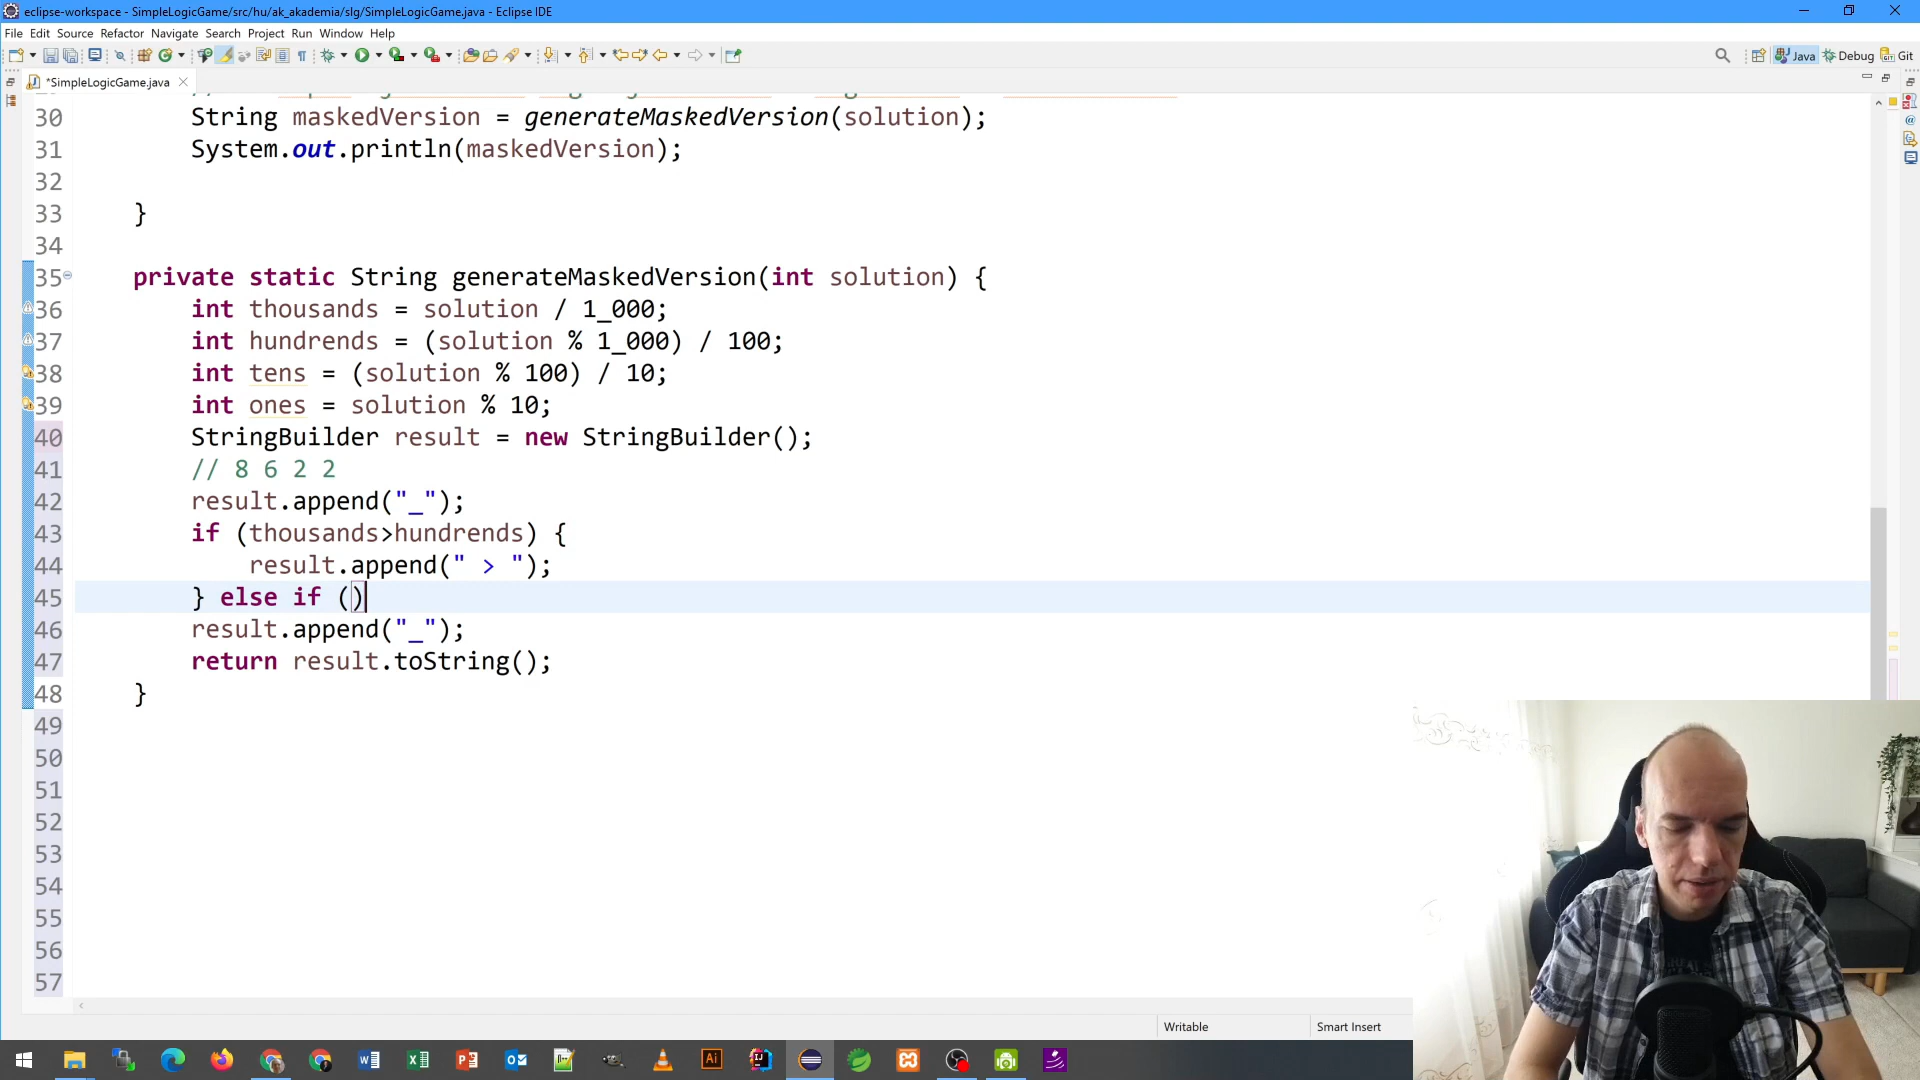 eclipse-workspace - SimpleLogicGame/src/hu/ak_akademia/slg/SimpleLogicGame.java - Eclipse IDE
File Edit Source Refactor Navigate Search Project Run Window Help
Java Debug Git
*SimpleLogicGame.java
30 String maskedVersion = generateMaskedVersion(solution);
31 System.out.println(maskedVersion);
32
33 }
34
35 private static String generateMaskedVersion(int solution) {
36 int thousands = solution / 1_000;
37 int hundrends = (solution % 1_000) / 100;
38 int tens = (solution % 100) / 10;
39 int ones = solution % 10;
40 StringBuilder result = new StringBuilder();
41 // 8 6 2 2
42 result.append("_");
43 if (thousands>hundrends) {
44 result.append(" > ");
45 } else if ()
46 result.append("_");
47 return result.toString();
48 }
49
50
51
52
53
54
55
56
57
Writable Smart Insert